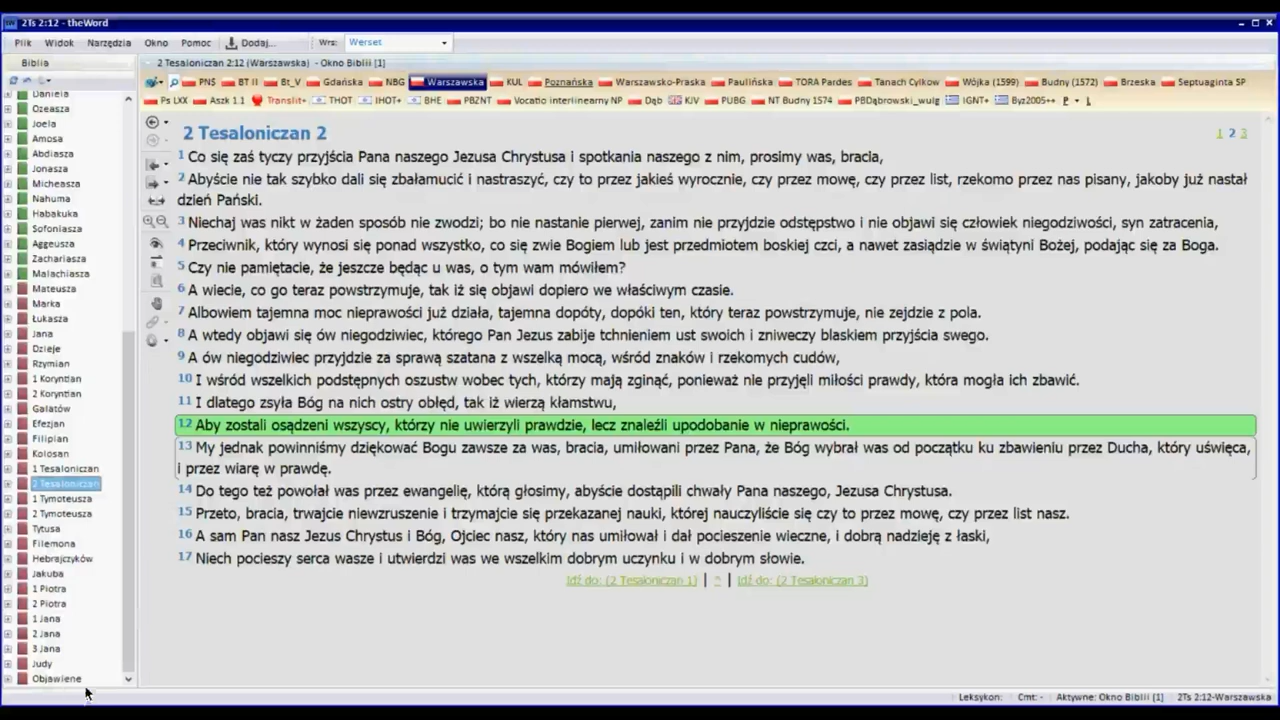 2Ts 2:12 - theWord
Plik Widok Narzędzia Okno Pomoc Dodaj... Wrs: Werset
Biblia
2 Tesaloniczan 2:12 (Warszawska) - Okno Biblii [1]
PNŚ BT II Bt_V Gdańska NBG Warszawska KUL Poznańska Warszawsko-Praska Paulińska TORA Pardes Tanach Cylkow Wójka (1599) Budny (1572) Brzeska Septuaginta SP
Ps LXX Aszk 1.1 Translit+ THOT IHOT+ BHE PBZNT Vocatio interlinearny NP Dąb KJV PUBG NT Budny 1574 PBDąbrowski_wulg IGNT+ Byz2005++
Daniela
Ozeasza
Joela
Amosa
Abdiasza
Jonasza
Micheasza
Nahuma
Habakuka
Sofoniasza
Aggeusza
Zachariasza
Malachiasza
Mateusza
Marka
Łukasza
Jana
Dzieje
Rzymian
1 Koryntian
2 Koryntian
Galatów
Efezjan
Filipian
Kolosan
1 Tesaloniczan
2 Tesaloniczan
1 Tymoteusza
2 Tymoteusza
Tytusa
Filemona
Hebrajczyków
Jakuba
1 Piotra
2 Piotra
1 Jana
2 Jana
3 Jana
Judy
Objawiene
2 Tesaloniczan 2
1 2 3
1 Co się zaś tyczy przyjścia Pana naszego Jezusa Chrystusa i spotkania naszego z nim, prosimy was, bracia,
2 Abyście nie tak szybko dali się zbałamucić i nastraszyć, czy to przez jakieś wyrocznie, czy przez mowę, czy przez list, rzekomo przez nas pisany, jakoby już nastał
dzień Pański.
3 Niechaj was nikt w żaden sposób nie zwodzi; bo nie nastanie pierwej, zanim nie przyjdzie odstępstwo i nie objawi się człowiek niegodziwości, syn zatracenia,
4 Przeciwnik, który wynosi się ponad wszystko, co się zwie Bogiem lub jest przedmiotem boskiej czci, a nawet zasiądzie w świątyni Bożej, podając się za Boga.
5 Czy nie pamiętacie, że jeszcze będąc u was, o tym wam mówiłem?
6 A wiecie, co go teraz powstrzymuje, tak iż się objawi dopiero we właściwym czasie.
7 Albowiem tajemna moc nieprawości już działa, tajemna dopóty, dopóki ten, który teraz powstrzymuje, nie zejdzie z pola.
8 A wtedy objawi się ów niegodziwiec, którego Pan Jezus zabije tchnieniem ust swoich i zniweczy blaskiem przyjścia swego.
9 A ów niegodziwiec przyjdzie za sprawą szatana z wszelką mocą, wśród znaków i rzekomych cudów,
10 I wśród wszelkich podstępnych oszustw wobec tych, którzy mają zginąć, ponieważ nie przyjęli miłości prawdy, która mogła ich zbawić.
11 I dlatego zsyła Bóg na nich ostry obłęd, tak iż wierzą kłamstwu,
12 Aby zostali osądzeni wszyscy, którzy nie uwierzyli prawdzie, lecz znaleźli upodobanie w nieprawości.
13 My jednak powinniśmy dziękować Bogu zawsze za was, bracia, umiłowani przez Pana, że Bóg wybrał was od początku ku zbawieniu przez Ducha, który uświęca,
i przez wiarę w prawdę.
14 Do tego też powołał was przez ewangelię, którą głosimy, abyście dostąpili chwały Pana naszego, Jezusa Chrystusa.
15 Przeto, bracia, trwajcie niewzruszenie i trzymajcie się przekazanej nauki, której nauczyliście się czy to przez mowę, czy przez list nasz.
16 A sam Pan nasz Jezus Chrystus i Bóg, Ojciec nasz, który nas umiłował i dał pocieszenie wieczne, i dobrą nadzieję z łaski,
17 Niech pocieszy serca wasze i utwierdzi was we wszelkim dobrym uczynku i w dobrym słowie.
Idź do: (2 Tesaloniczan 1) | ^ | Idź do: (2 Tesaloniczan 3)
Leksykon: Cmt: - Aktywne: Okno Biblii [1] 2Ts 2:12-Warszawska